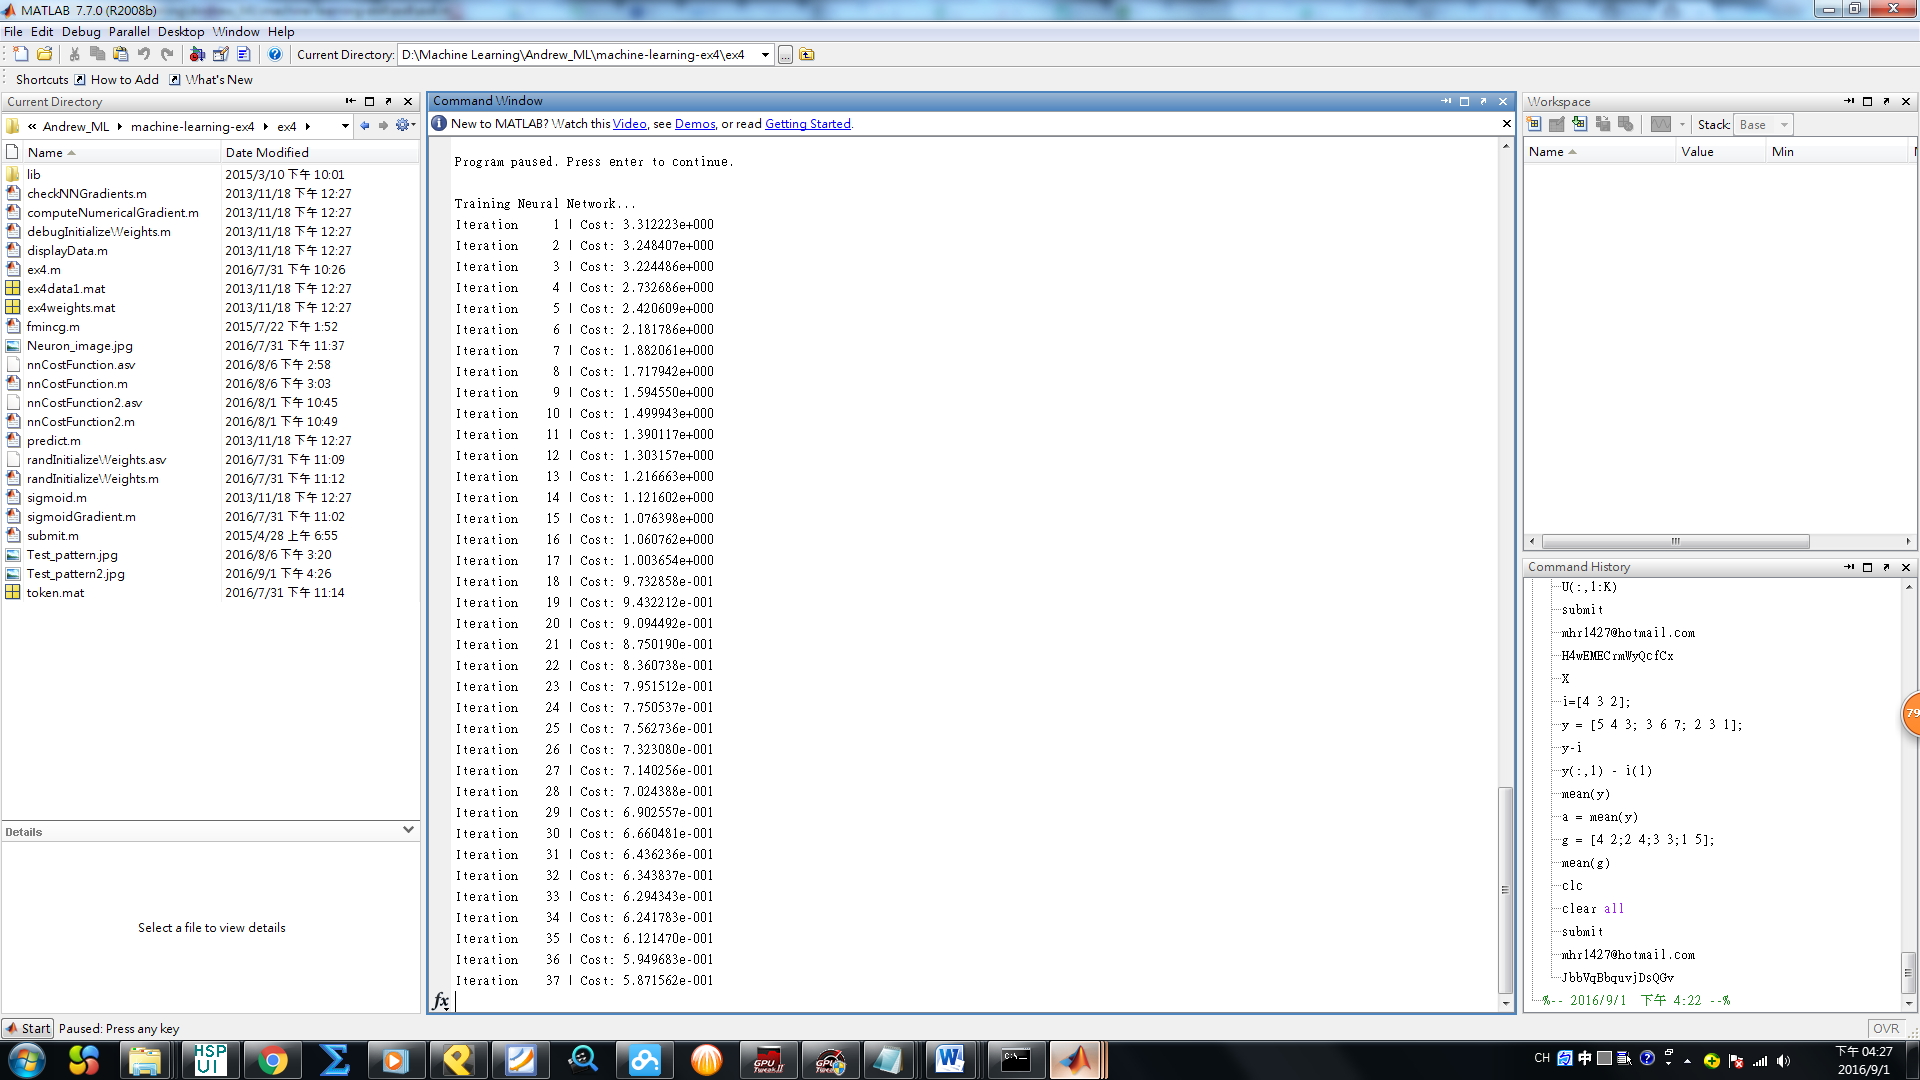 MATLAB 7.7.0 (R2008b)
File Edit Debug Parallel Desktop Window Help
Current Directory: D:\Machine Learning\Andrew_ML\machine-learning-ex4\ex4
Shortcuts How to Add What's New
Current Directory
« Andrew_ML machine-learning-ex4 ex4
Name Date Modified
lib 2015/3/10 下午 10:01
checkNNGradients.m 2013/11/18 下午 12:27
computeNumericalGradient.m 2013/11/18 下午 12:27
debugInitializeWeights.m 2013/11/18 下午 12:27
displayData.m 2013/11/18 下午 12:27
ex4.m 2016/7/31 下午 10:26
ex4data1.mat 2013/11/18 下午 12:27
ex4weights.mat 2013/11/18 下午 12:27
fmincg.m 2015/7/22 下午 1:52
Neuron_image.jpg 2016/7/31 下午 11:37
nnCostFunction.asv 2016/8/6 下午 2:58
nnCostFunction.m 2016/8/6 下午 3:03
nnCostFunction2.asv 2016/8/1 下午 10:45
nnCostFunction2.m 2016/8/1 下午 10:49
predict.m 2013/11/18 下午 12:27
randInitializeWeights.asv 2016/7/31 下午 11:09
randInitializeWeights.m 2016/7/31 下午 11:12
sigmoid.m 2013/11/18 下午 12:27
sigmoidGradient.m 2016/7/31 下午 11:02
submit.m 2015/4/28 上午 6:55
Test_pattern.jpg 2016/8/6 下午 3:20
Test_pattern2.jpg 2016/9/1 下午 4:26
token.mat 2016/7/31 下午 11:14
Details
Select a file to view details
Command Window
New to MATLAB? Watch this Video, see Demos, or read Getting Started.
Program paused. Press enter to continue.
Training Neural Network...
Iteration 1 | Cost: 3.312223e+000
Iteration 2 | Cost: 3.248407e+000
Iteration 3 | Cost: 3.224486e+000
Iteration 4 | Cost: 2.732686e+000
Iteration 5 | Cost: 2.420609e+000
Iteration 6 | Cost: 2.181786e+000
Iteration 7 | Cost: 1.882061e+000
Iteration 8 | Cost: 1.717942e+000
Iteration 9 | Cost: 1.594550e+000
Iteration 10 | Cost: 1.499943e+000
Iteration 11 | Cost: 1.390117e+000
Iteration 12 | Cost: 1.303157e+000
Iteration 13 | Cost: 1.216663e+000
Iteration 14 | Cost: 1.121602e+000
Iteration 15 | Cost: 1.076398e+000
Iteration 16 | Cost: 1.060762e+000
Iteration 17 | Cost: 1.003654e+000
Iteration 18 | Cost: 9.732858e-001
Iteration 19 | Cost: 9.432212e-001
Iteration 20 | Cost: 9.094492e-001
Iteration 21 | Cost: 8.750190e-001
Iteration 22 | Cost: 8.360738e-001
Iteration 23 | Cost: 7.951512e-001
Iteration 24 | Cost: 7.750537e-001
Iteration 25 | Cost: 7.562736e-001
Iteration 26 | Cost: 7.323080e-001
Iteration 27 | Cost: 7.140256e-001
Iteration 28 | Cost: 7.024388e-001
Iteration 29 | Cost: 6.902557e-001
Iteration 30 | Cost: 6.660481e-001
Iteration 31 | Cost: 6.436236e-001
Iteration 32 | Cost: 6.343837e-001
Iteration 33 | Cost: 6.294343e-001
Iteration 34 | Cost: 6.241783e-001
Iteration 35 | Cost: 6.121470e-001
Iteration 36 | Cost: 5.949683e-001
Iteration 37 | Cost: 5.871562e-001
fx
Workspace
Stack: Base
Name Value Min
Command History
U(:,1:K)
submit
mhr1427@hotmail.com
H4wEMECrmWyQcfCx
X
i=[4 3 2];
y = [5 4 3; 3 6 7; 2 3 1];
y-i
y(:,1) - i(1)
mean(y)
a = mean(y)
g = [4 2;2 4;3 3;1 5];
mean(g)
clc
clear all
submit
mhr1427@hotmail.com
JbbVqBbquvjDsQGv
%-- 2016/9/1 下午 4:22 --%
79
Start Paused: Press any key
OVR
HSP UI
GPU Tweak II
CH 中
下午 04:27
2016/9/1